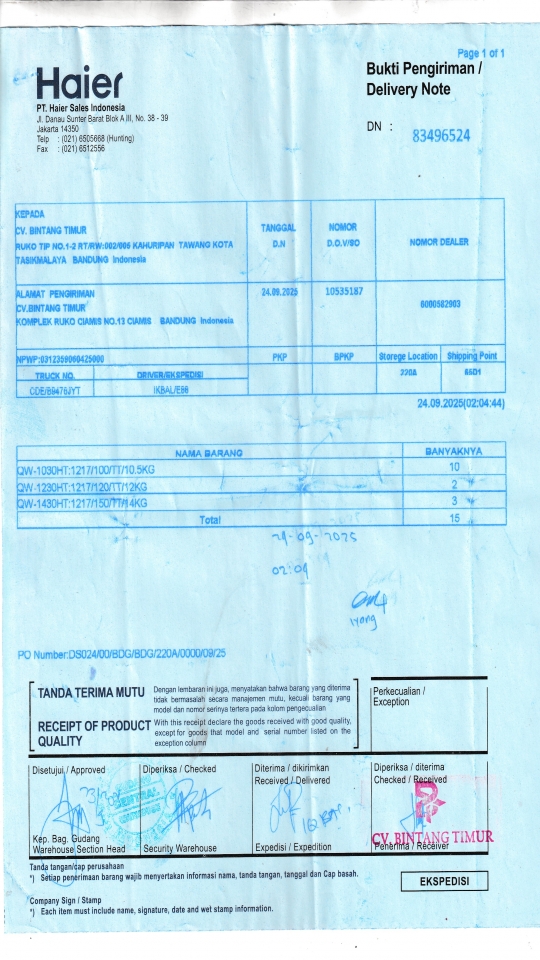 Page 1 of 1
Haier
Bukti Pengiriman /
Delivery Note
PT. Haier Sales Indonesia
Jl. Danau Sunter Barat Blok A III, No. 38 - 39
Jakarta 14350
Telp : (021) 6505668 (Hunting)
Fax : (021) 6512556
DN : 83496524
KEPADA
CV. BINTANG TIMUR
RUKO TIP NO.1-2 RT/RW:002/006 KAHURIPAN TAWANG KOTA
TASIKMALAYA BANDUNG Indonesia
TANGGAL
D.N
NOMOR
D.O.V/SO
NOMOR DEALER
ALAMAT PENGIRIMAN
CV.BINTANG TIMUR
KOMPLEK RUKO CIAMIS NO.13 CIAMIS BANDUNG Indonesia
24.09.2025
10535187
6000582903
NPWP:0312359060425000
PKP
BPKP
Storege Location
Shipping Point
TRUCK NO.
DRIVER/EKSPEDISI
220A
65D1
IKBAL/E86
24.09.2025(02:04:44)
NAMA BARANG
BANYAKNYA
QW-1030HT:1217/100/TT/10.5KG
10
QW-1230HT:1217/120/TT/12KG
2
QW-1430HT:1217/150/TT/14KG
3
Total
15
02:09
iyong
PO Number:DS024/00/BDG/BDG/220A/0000/09/25
TANDA TERIMA MUTU
Dengan lembaran ini juga, menyatakan bahwa barang yang diterima
tidak bermasalah secara manajemen mutu, kecuali barang yang
model dan nomor serinya tertera pada kolom pengecualian
RECEIPT OF PRODUCT
QUALITY
With this receipt declare the goods received with good quality,
except for goods that model and serial number listed on the
exception column
Perkecualian /
Exception
Disetujui / Approved
Kep. Bag. Gudang
Warehouse Section Head
Diperiksa / Checked
Security Warehouse
Diterima / dikirimkan
Received / Delivered
Expedisi / Expedition
Diperiksa / diterima
Checked / Received
CV. BINTANG TIMUR
Penerima / Receiver
Tanda tangan/cap perusahaan
*) Setiap penerimaan barang wajib menyertakan informasi nama, tanda tangan, tanggal dan Cap basah.
EKSPEDISI
Company Sign / Stamp
*) Each item must include name, signature, date and wet stamp information.